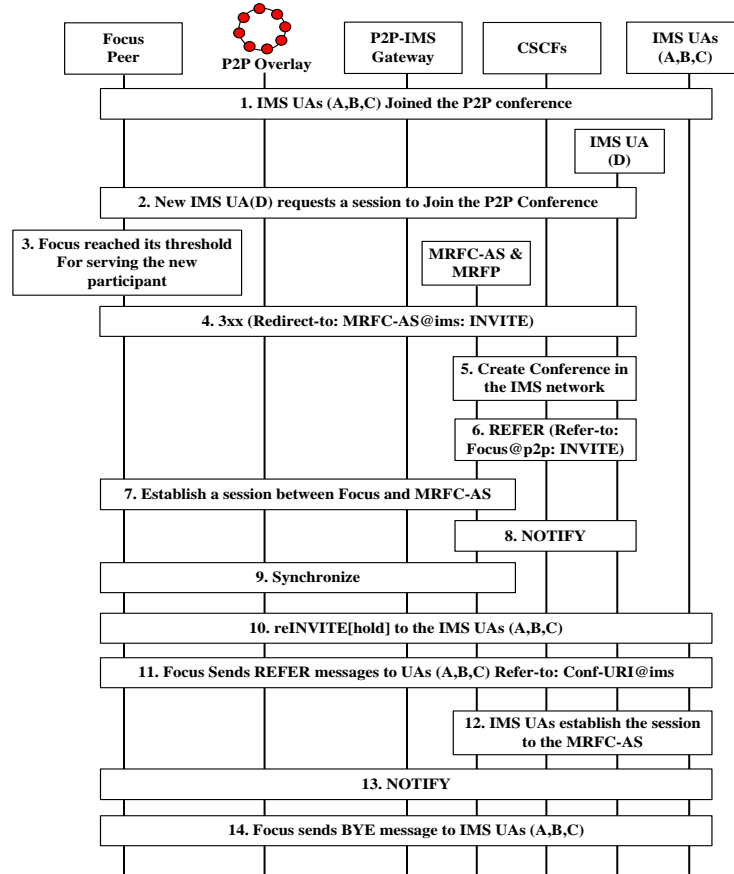 Focus
Peer
P2P Overlay
P2P-IMS
Gateway
CSCFs
IMS UAs
(A,B,C)
1. IMS UAs (A,B,C) Joined the P2P conference
IMS UA
(D)
2. New IMS UA(D) requests a session to Join the P2P Conference
3. Focus reached its threshold
For serving the new
participant
MRFC-AS &
MRFP
4. 3xx (Redirect-to: MRFC-AS@ims: INVITE)
5. Create Conference in
the IMS network
6. REFER (Refer-to:
Focus@p2p: INVITE)
7. Establish a session between Focus and MRFC-AS
8. NOTIFY
9. Synchronize
10. reINVITE[hold] to the IMS UAs (A,B,C)
11. Focus Sends REFER messages to UAs (A,B,C) Refer-to: Conf-URI@ims
12. IMS UAs establish the session
to the MRFC-AS
13. NOTIFY
14. Focus sends BYE message to IMS UAs (A,B,C)